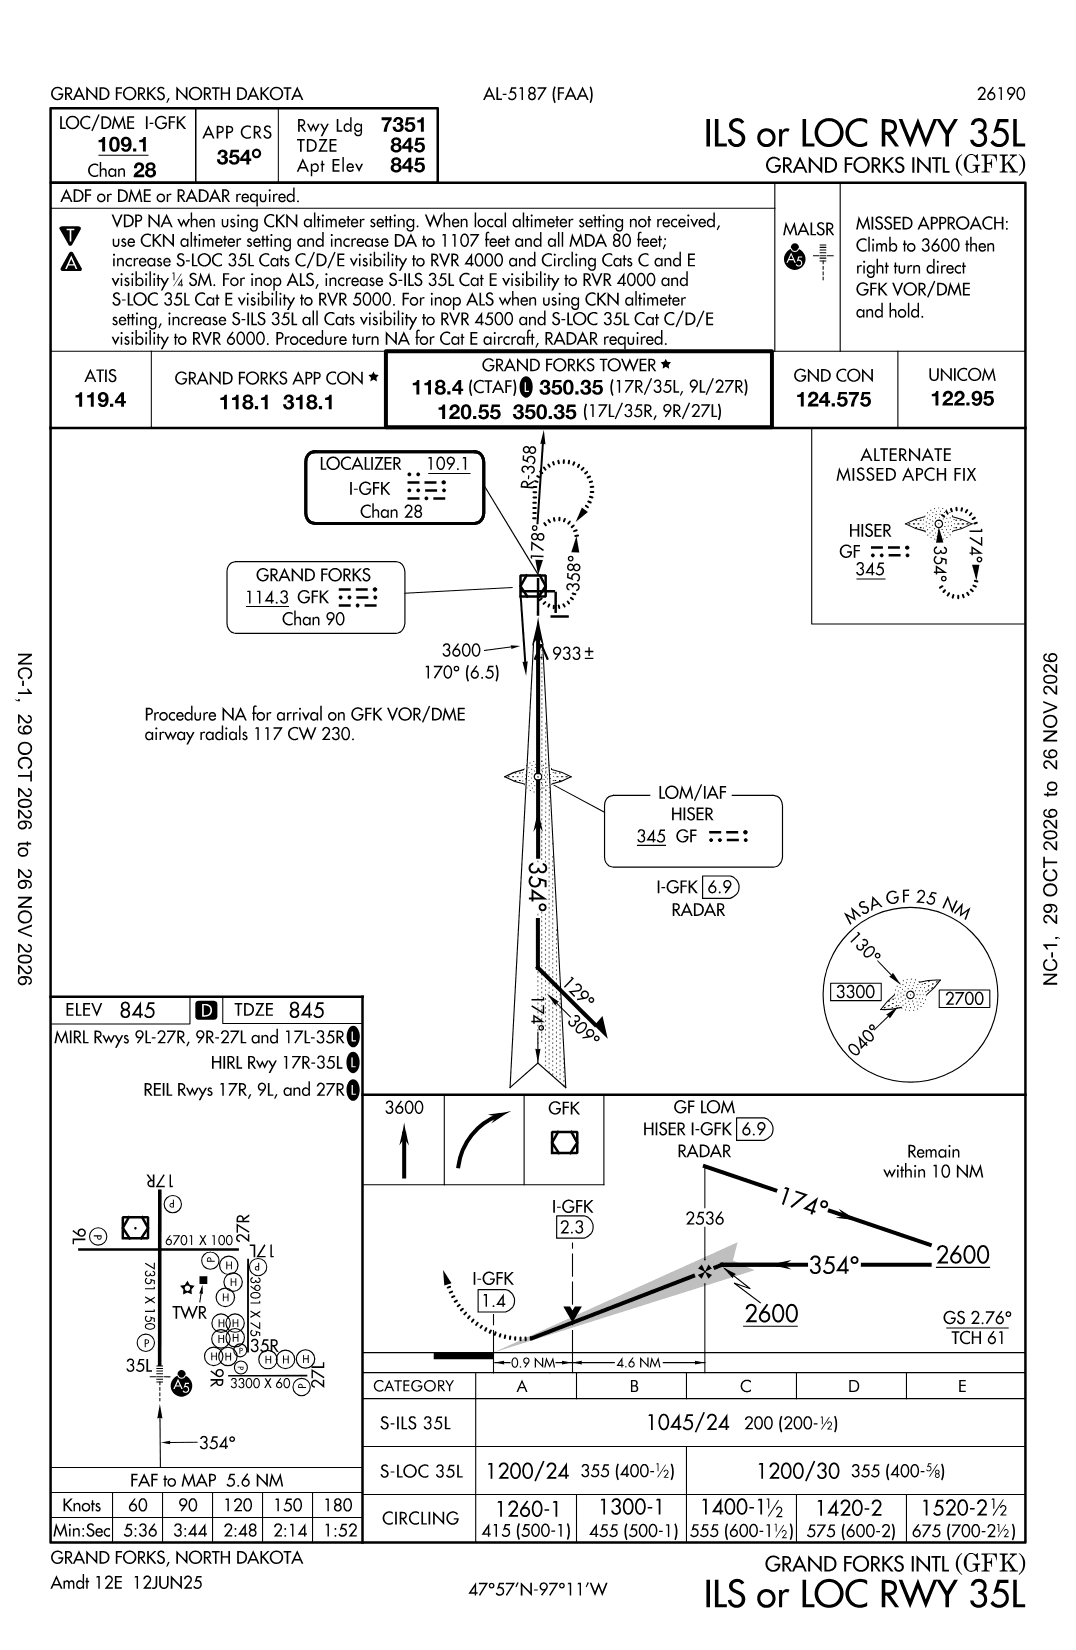 GRAND FORKS, NORTH DAKOTA
AL-5187 (FAA)
26190
LOC/DME I-GFK
109.1
Chan 28
APP CRS
354°
Rwy Ldg 7351
TDZE 845
Apt Elev 845
ILS or LOC RWY 35L
GRAND FORKS INTL (GFK)
ADF or DME or RADAR required.
T
A
VDP NA when using CKN altimeter setting. When local altimeter setting not received,
use CKN altimeter setting and increase DA to 1107 feet and all MDA 80 feet;
increase S-LOC 35L Cats C/D/E visibility to RVR 4000 and Circling Cats C and E
visibility ¼ SM. For inop ALS, increase S-ILS 35L Cat E visibility to RVR 4000 and
S-LOC 35L Cat E visibility to RVR 5000. For inop ALS when using CKN altimeter
setting, increase S-ILS 35L all Cats visibility to RVR 4500 and S-LOC 35L Cat C/D/E
visibility to RVR 6000. Procedure turn NA for Cat E aircraft, RADAR required.
MALSR
A5
MISSED APPROACH:
Climb to 3600 then
right turn direct
GFK VOR/DME
and hold.
ATIS
119.4
GRAND FORKS APP CON ★
118.1 318.1
GRAND FORKS TOWER ★
118.4 (CTAF) L 350.35 (17R/35L, 9L/27R)
120.55 350.35 (17L/35R, 9R/27L)
GND CON
124.575
UNICOM
122.95
LOCALIZER 109.1
I-GFK
Chan 28
R-358
178°
358°
GRAND FORKS
114.3 GFK
Chan 90
3600
170° (6.5)
933±
Procedure NA for arrival on GFK VOR/DME
airway radials 117 CW 230.
ALTERNATE
MISSED APCH FIX
HISER
GF
345
354°
174°
LOM/IAF
HISER
345 GF
I-GFK 6.9
RADAR
354°
174°
129°
309°
MSA GF 25 NM
130°
3300
2700
040°
NC-1, 29 OCT 2026 to 26 NOV 2026
NC-1, 29 OCT 2026 to 26 NOV 2026
ELEV 845
D
TDZE 845
MIRL Rwys 9L-27R, 9R-27L and 17L-35R L
HIRL Rwy 17R-35L L
REIL Rwys 17R, 9L, and 27R L
17R
P
9L
P
6701 X 100
27R
17L
P
P
H
H
H
7351 X 150
TWR
3901 X 75
H H
H H
H H
P
35R
P
35L
P
H H H
9R
3300 X 60
P
27L
A5
354°
FAF to MAP 5.6 NM
Knots 60 90 120 150 180
Min:Sec 5:36 3:44 2:48 2:14 1:52
3600
GFK
GF LOM
HISER I-GFK 6.9
RADAR
Remain
within 10 NM
174°
2536
2600
354°
2600
I-GFK
2.3
I-GFK
1.4
GS 2.76°
TCH 61
0.9 NM
4.6 NM
CATEGORY A B C D E
S-ILS 35L 1045/24 200 (200-½)
S-LOC 35L 1200/24 355 (400-½) 1200/30 355 (400-⅝)
CIRCLING
1260-1 1300-1 1400-1½ 1420-2 1520-2½
415 (500-1) 455 (500-1) 555 (600-1½) 575 (600-2) 675 (700-2½)
GRAND FORKS, NORTH DAKOTA
Amdt 12E 12JUN25
47°57'N-97°11'W
GRAND FORKS INTL (GFK)
ILS or LOC RWY 35L